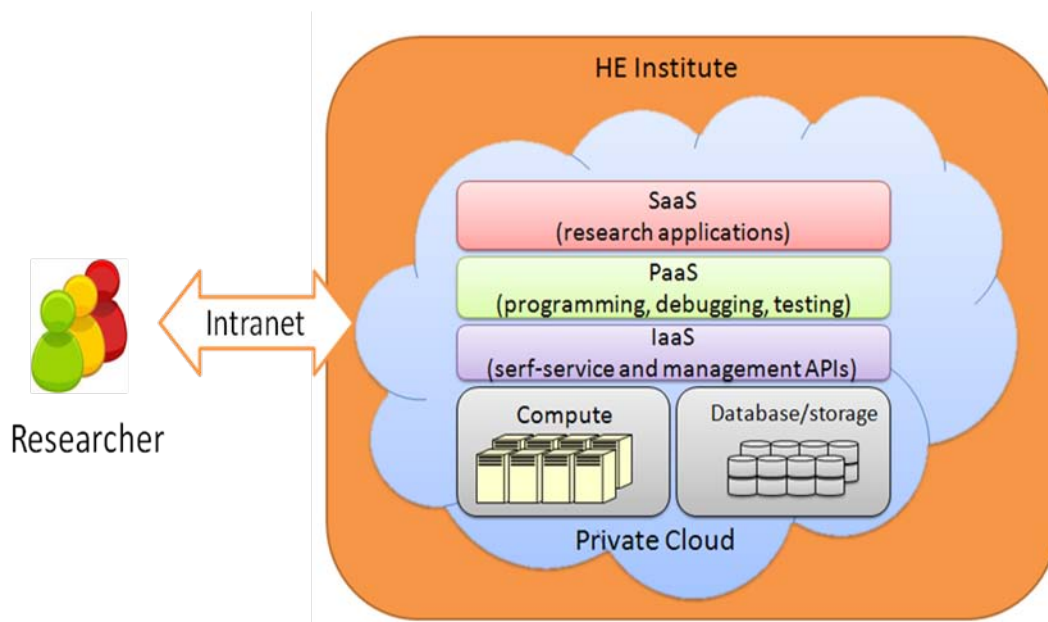 HE Institute
SaaS
(research applications)
PaaS
(programming, debugging, testing)
IaaS
(serf-service and management APIs)
Compute
Database/storage
Private Cloud
Intranet
Researcher